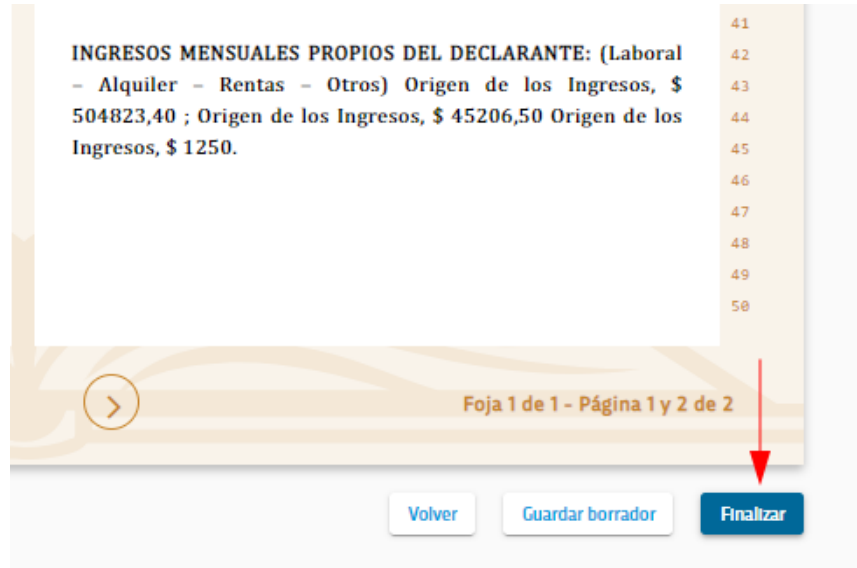 41
INGRESOS MENSUALES PROPIOS DEL DECLARANTE: (Laboral 42
– Alquiler – Rentas – Otros) Origen de los Ingresos, $ 43
504823,40 ; Origen de los Ingresos, $ 45206,50 Origen de los 44
Ingresos, $ 1250. 45
46
47
48
49
50
Foja 1 de 1 - Página 1 y 2 de 2
Volver Guardar borrador Finalizar